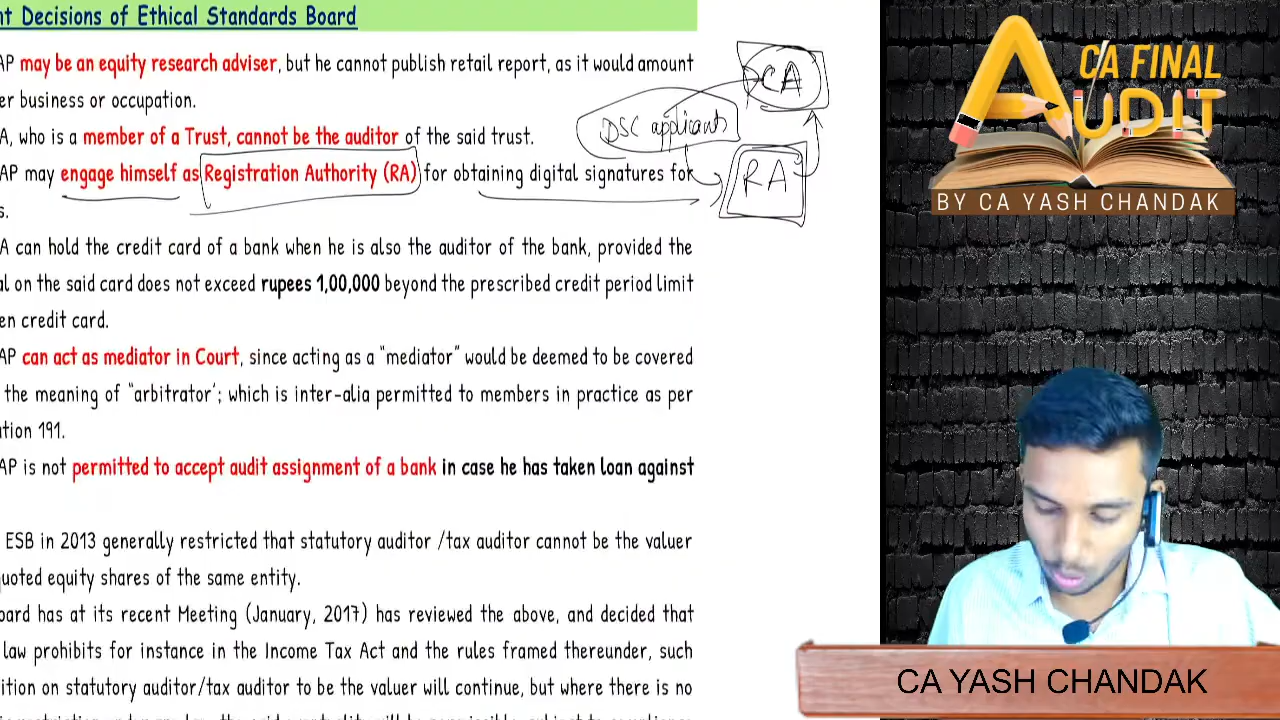 nt Decisions of Ethical Standards Board
AP may be an equity research adviser, but he cannot publish retail report, as it would amount
er business or occupation.
A, who is a member of a Trust, cannot be the auditor of the said trust.
AP may engage himself as Registration Authority (RA) for obtaining digital signatures for
s.
A can hold the credit card of a bank when he is also the auditor of the bank, provided the
al on the said card does not exceed rupees 1,00,000 beyond the prescribed credit period limit
en credit card.
AP can act as mediator in Court, since acting as a “mediator” would be deemed to be covered
the meaning of “arbitrator’; which is inter-alia permitted to members in practice as per
ation 191.
AP is not permitted to accept audit assignment of a bank in case he has taken loan against
ESB in 2013 generally restricted that statutory auditor /tax auditor cannot be the valuer
quoted equity shares of the same entity.
oard has at its recent Meeting (January, 2017) has reviewed the above, and decided that
law prohibits for instance in the Income Tax Act and the rules framed thereunder, such
ition on statutory auditor/tax auditor to be the valuer will continue, but where there is no
CA
DSC applicants
RA
CA FINAL
AUDIT
BY CA YASH CHANDAK
CA YASH CHANDAK